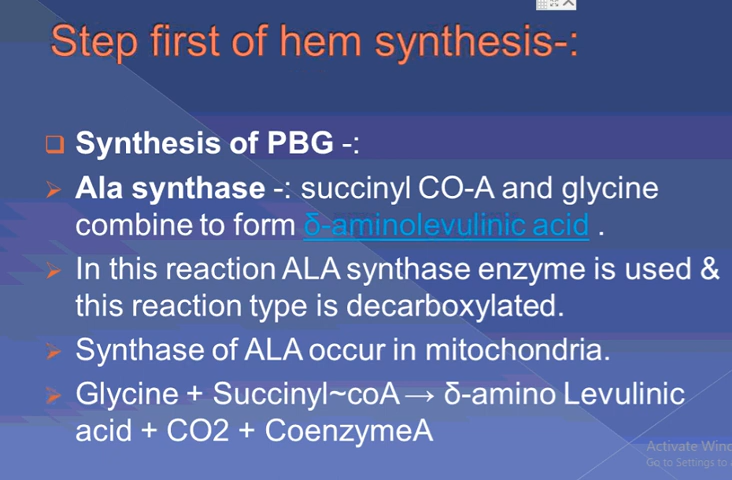 Step first of hem synthesis-:
Synthesis of PBG -:
Ala synthase -: succinyl CO-A and glycine
combine to form δ-aminolevulinic acid .
In this reaction ALA synthase enzyme is used &
this reaction type is decarboxylated.
Synthase of ALA occur in mitochondria.
Glycine + Succinyl~coA → δ-amino Levulinic
acid + CO2 + CoenzymeA
Activate Wind
Go to Settings to